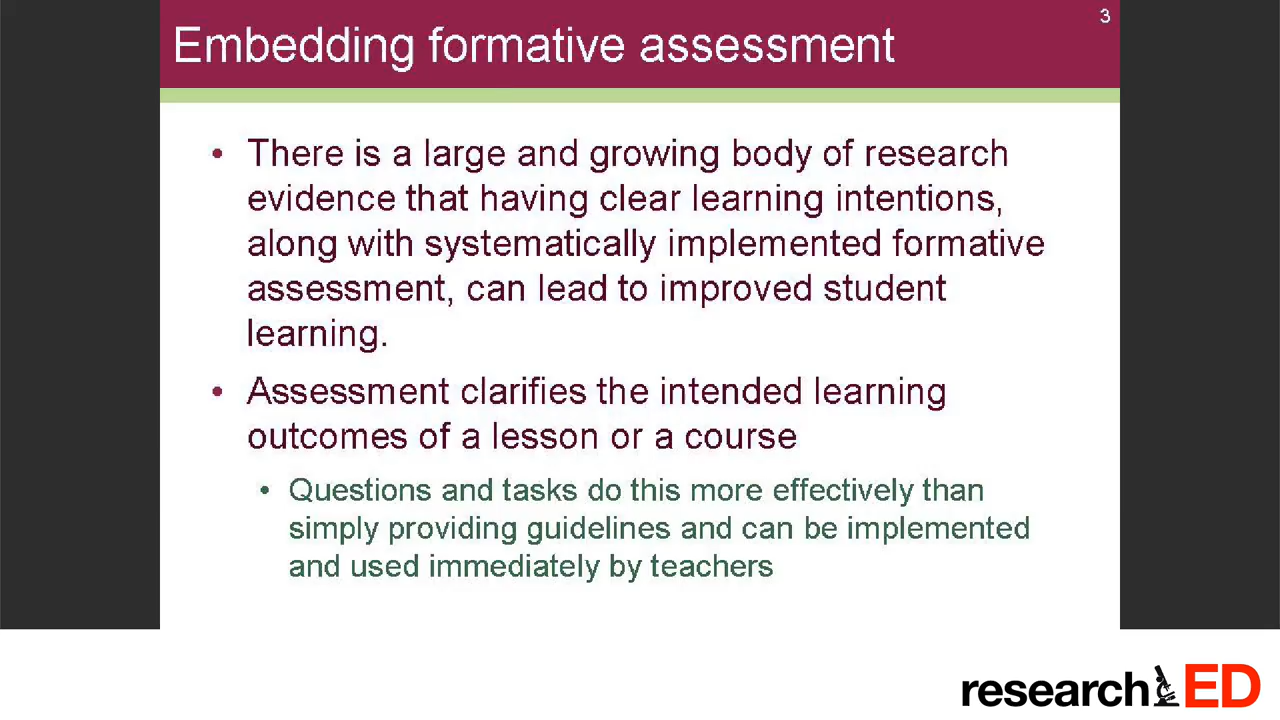 3
Embedding formative assessment
• There is a large and growing body of research
evidence that having clear learning intentions,
along with systematically implemented formative
assessment, can lead to improved student
learning.
• Assessment clarifies the intended learning
outcomes of a lesson or a course
• Questions and tasks do this more effectively than
simply providing guidelines and can be implemented
and used immediately by teachers
researchED